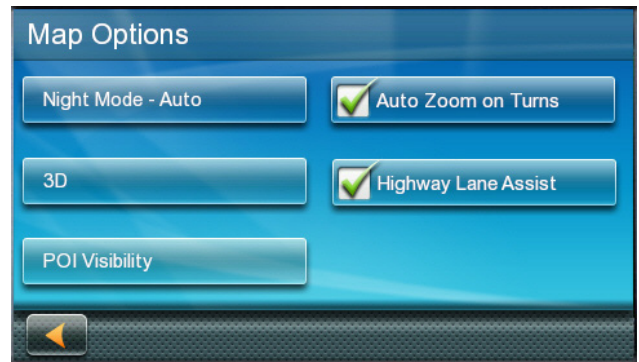 Map Options
Night Mode - Auto
Auto Zoom on Turns
3D
Highway Lane Assist
POI Visibility